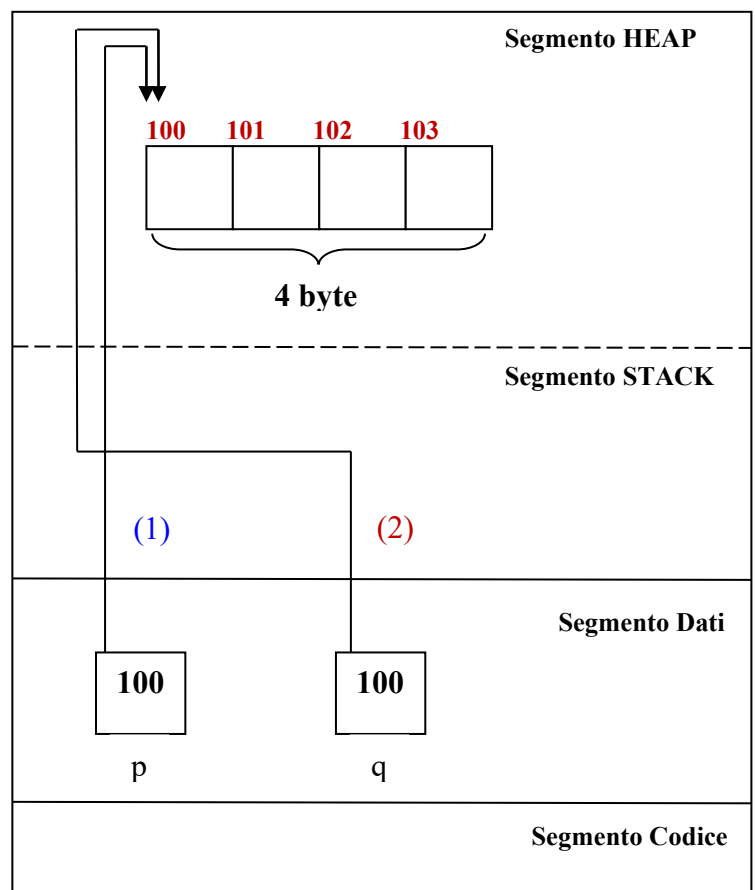 Segmento HEAP
100 101 102 103
4 byte
Segmento STACK
(1) (2)
Segmento Dati
100 100
p q
Segmento Codice